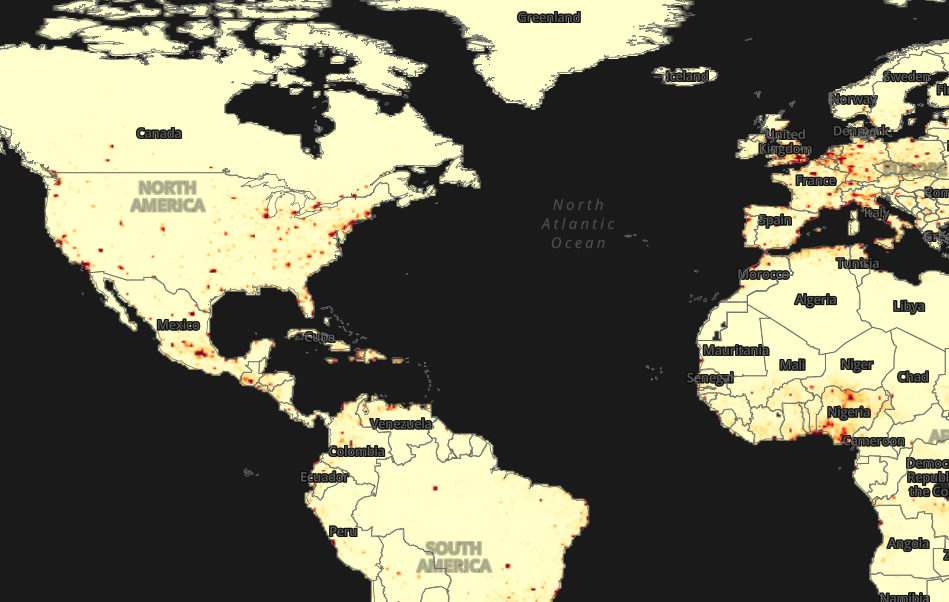 Greenland
Iceland
Sweden
Norway
Canada
United
Kingdom
Denmark
NORTH
AMERICA
EUROPE
France
North
Atlantic
Ocean
Spain
Italy
Morocco
Tunisia
Algeria
Libya
Mexico
Cuba
Mauritania
Mali
Niger
Senegal
Chad
Nigeria
Venezuela
Cameroon
Colombia
Ecuador
Democ
Republ
the Co
Peru
Angola
SOUTH
AMERICA
Namibia